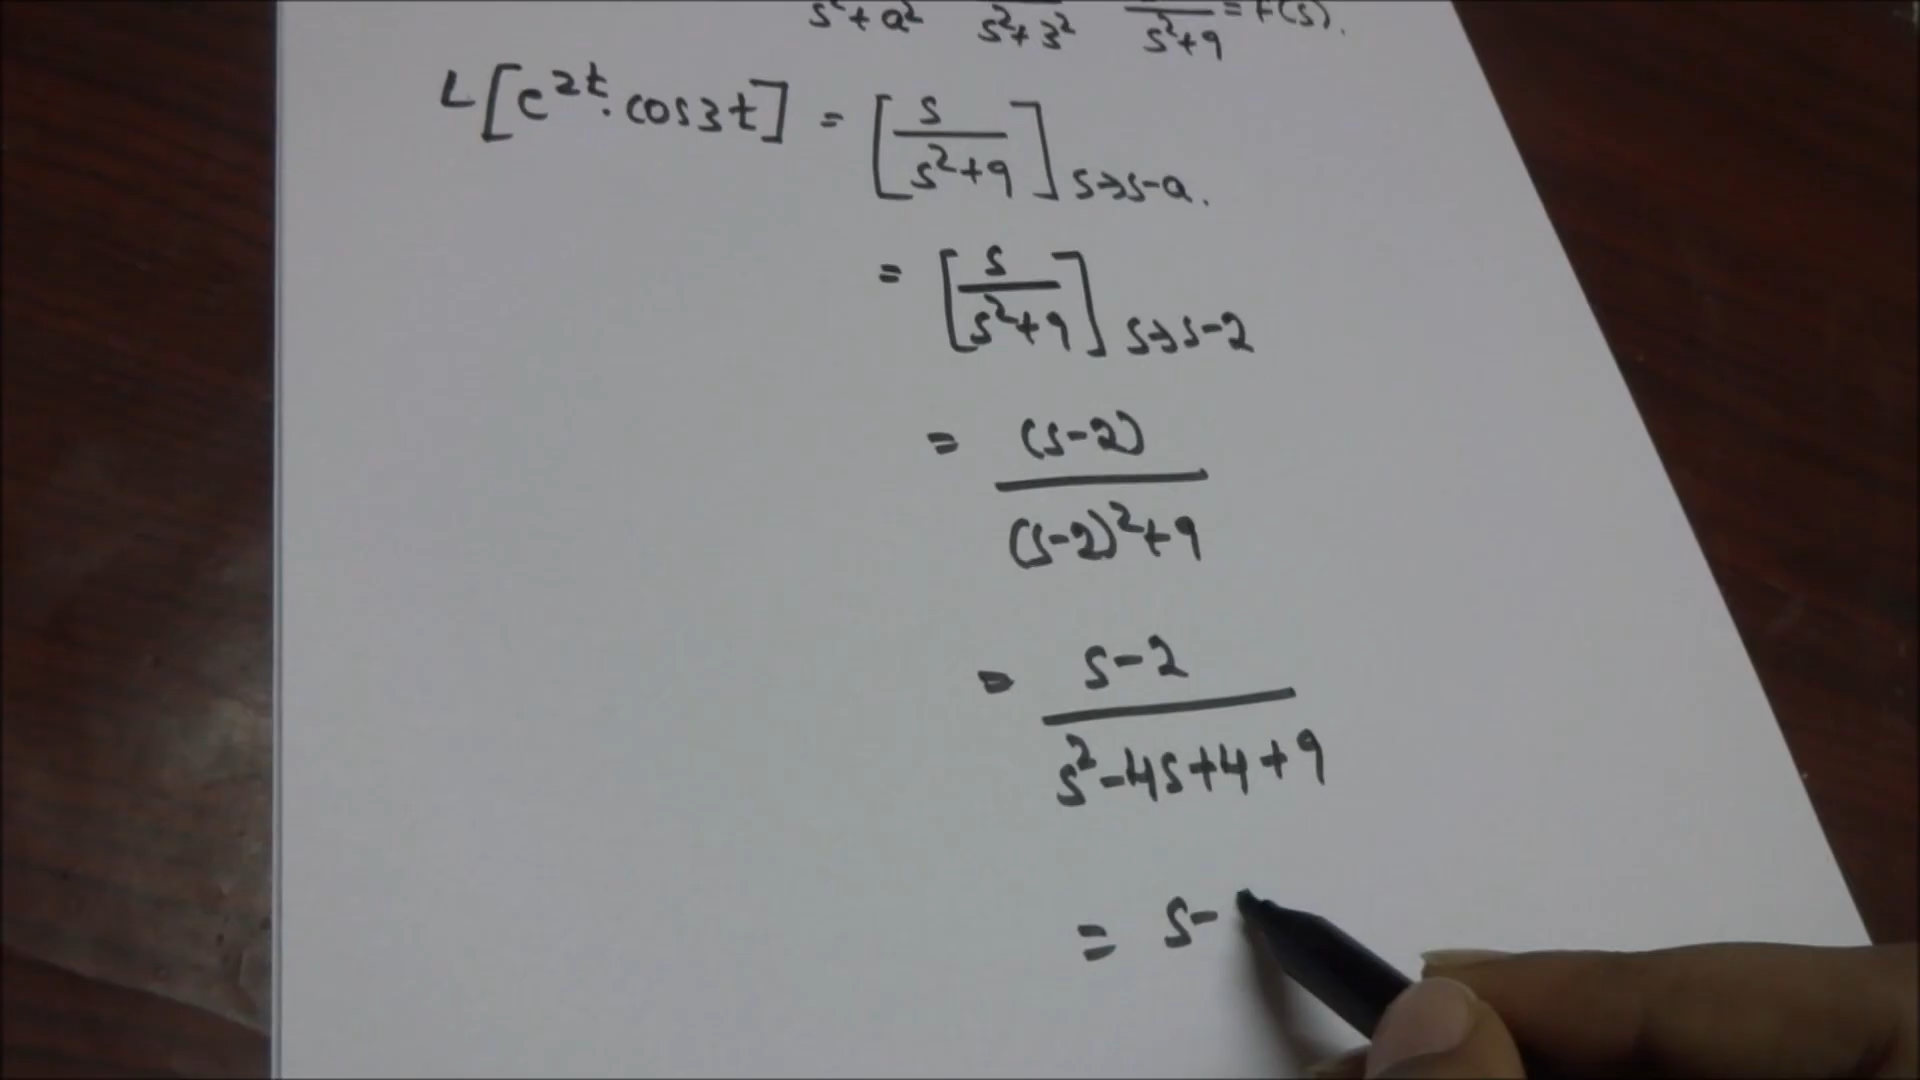 s²+a² s²+3² s²+9 = F(s).
L[e²ᵗ. cos3t] = [s/(s²+9)] s→s-a.
= [s/(s²+9)] s→s-2
= (s-2)/((s-2)²+9)
= s-2/(s²-4s+4+9)
= s-